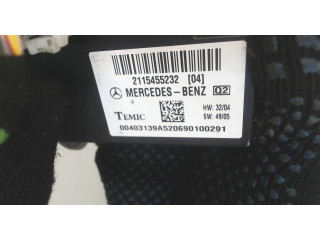 2115455232 [04]
MERCEDES-BENZ Q2
HW: 32/04
TEMIC
SW: 49/05
00403139A520690100291